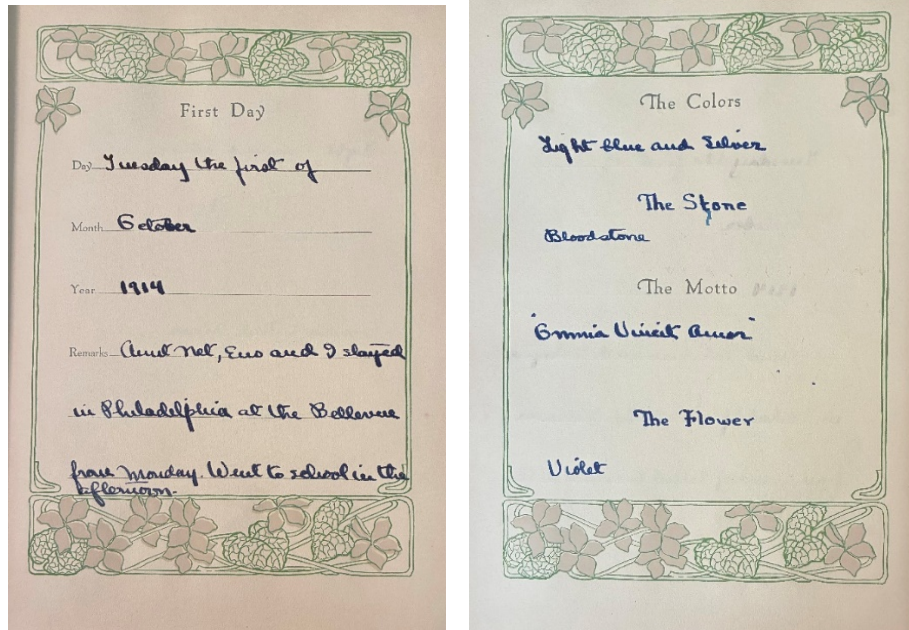 First Day
Day Tuesday the first of
Month October
Year 1914
Remarks Aunt Net, and I stayed
in Philadelphia at the Bellevue
from Monday. Went to school in the
afternoon.
The Colors
Light blue and Silver
The Stone
Bloodstone
The Motto
"Omnia Vincit Amor"
The Flower
Violet